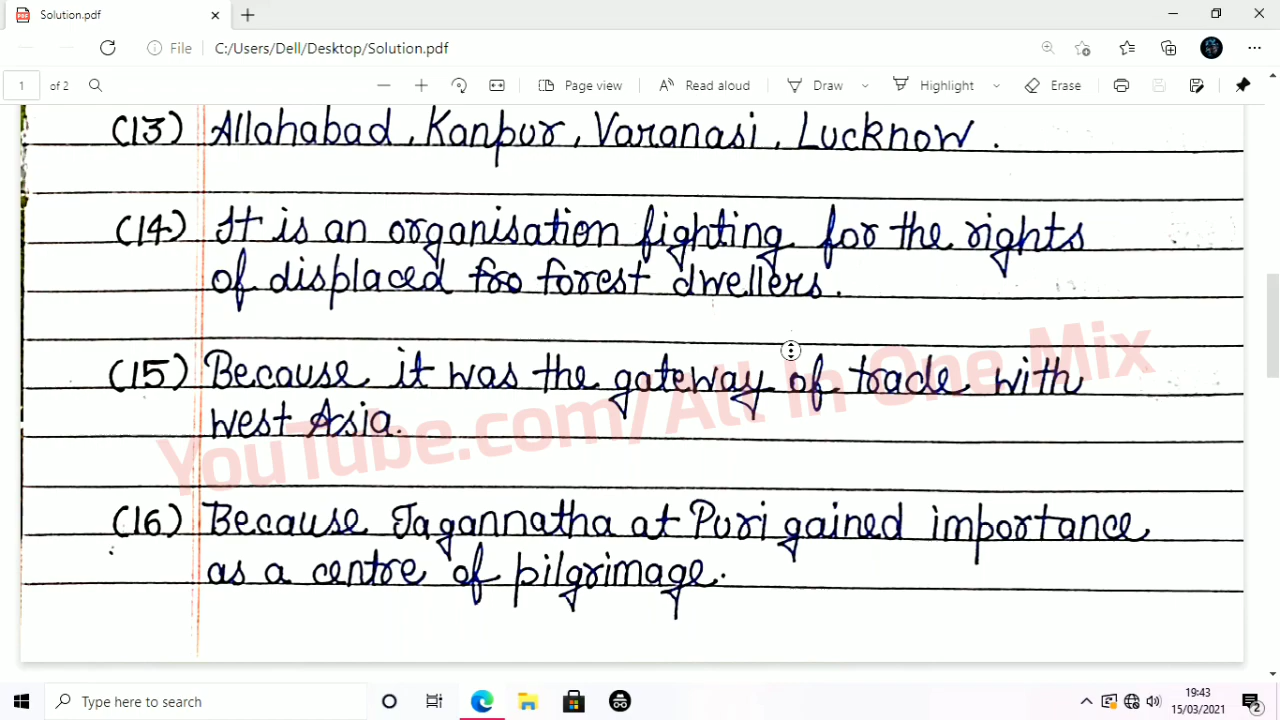 Solution.pdf
File C:/Users/Dell/Desktop/Solution.pdf
1 of 2 Page view Read aloud Draw Highlight Erase
(13) Allahabad, Kanpur, Varanasi, Lucknow.
(14) It is an organisation fighting for the rights
of displaced foo forest dwellers.
(15) Because it was the gateway of trade with
west Asia.
YouTube.com/All In One Mix
(16) Because Jagannatha at Puri gained importance
as a centre of pilgrimage.
Type here to search
19:43
15/03/2021
2